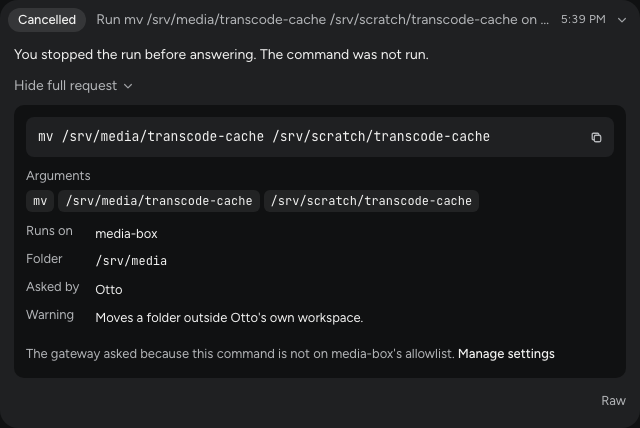 Cancelled Run mv /srv/media/transcode-cache /srv/scratch/transcode-cache on ... 5:39 PM
You stopped the run before answering. The command was not run.
Hide full request
mv /srv/media/transcode-cache /srv/scratch/transcode-cache
Arguments
mv /srv/media/transcode-cache /srv/scratch/transcode-cache
Runs on media-box
Folder /srv/media
Asked by Otto
Warning Moves a folder outside Otto's own workspace.
The gateway asked because this command is not on media-box's allowlist. Manage settings
Raw